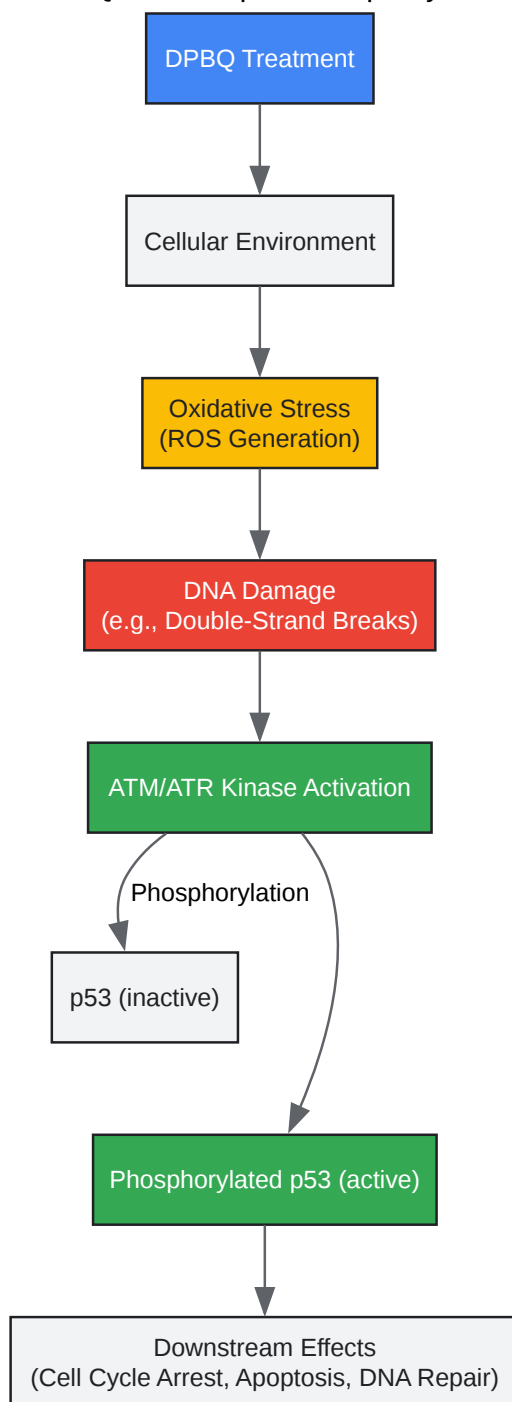 DPBQ Treatment
Cellular Environment
Oxidative Stress
(ROS Generation)
DNA Damage
(e.g., Double-Strand Breaks)
ATM/ATR Kinase Activation
Phosphorylation
p53 (inactive)
Phosphorylated p53 (active)
Downstream Effects
(Cell Cycle Arrest, Apoptosis, DNA Repair)